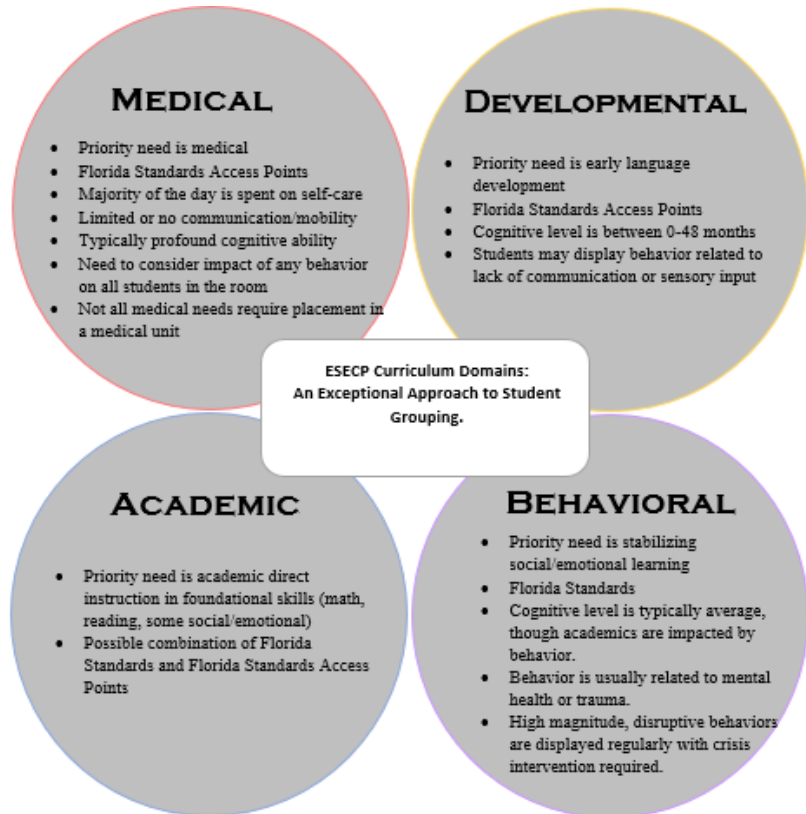 MEDICAL
• Priority need is medical
• Florida Standards Access Points
• Majority of the day is spent on self-care
• Limited or no communication/mobility
• Typically profound cognitive ability
• Need to consider impact of any behavior
on all students in the room
• Not all medical needs require placement in
a medical unit
DEVELOPMENTAL
• Priority need is early language
development
• Florida Standards Access Points
• Cognitive level is between 0-48 months
• Students may display behavior related to
lack of communication or sensory input
ESECP Curriculum Domains:
An Exceptional Approach to Student
Grouping.
ACADEMIC
• Priority need is academic direct
instruction in foundational skills (math,
reading, some social/emotional)
• Possible combination of Florida
Standards and Florida Standards Access
Points
BEHAVIORAL
• Priority need is stabilizing
social/emotional learning
• Florida Standards
• Cognitive level is typically average,
though academics are impacted by
behavior.
• Behavior is usually related to mental
health or trauma.
• High magnitude, disruptive behaviors
are displayed regularly with crisis
intervention required.